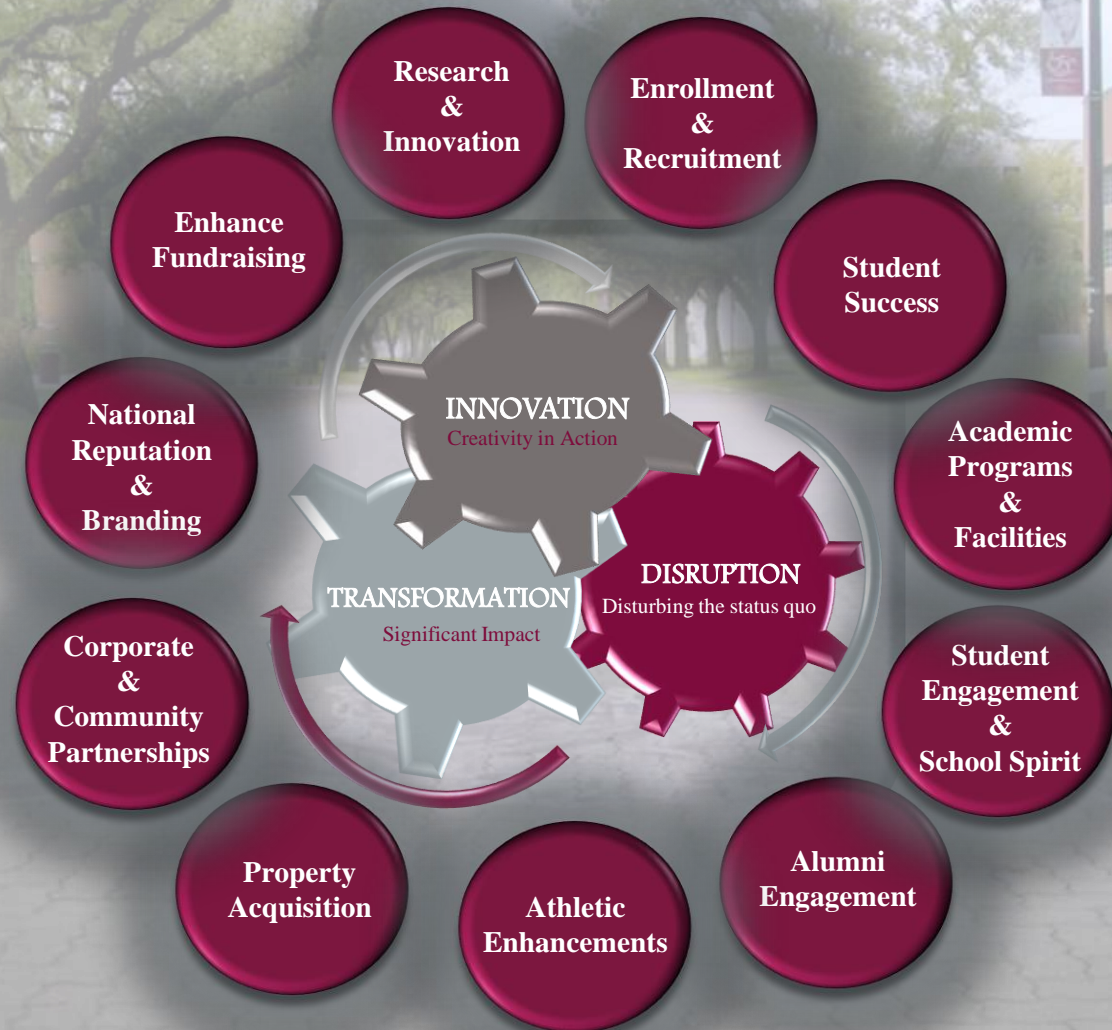 Research
&
Innovation
Enrollment
&
Recruitment
Student
Success
Academic
Programs
&
Facilities
Student
Engagement
&
School Spirit
Alumni
Engagement
Athletic
Enhancements
Property
Acquisition
Corporate
&
Community
Partnerships
National
Reputation
&
Branding
Enhance
Fundraising
INNOVATION
Creativity in Action
DISRUPTION
Disturbing the status quo
TRANSFORMATION
Significant Impact